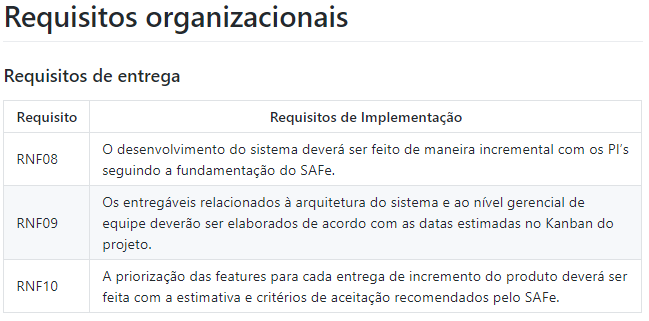 Requisitos organizacionais
Requisitos de entrega
Requisito Requisitos de Implementação
RNF08 O desenvolvimento do sistema deverá ser feito de maneira incremental com os PI's
seguindo a fundamentação do SAFe.
RNF09 Os entregáveis relacionados à arquitetura do sistema e ao nível gerencial de
equipe deverão ser elaborados de acordo com as datas estimadas no Kanban do
projeto.
RNF10 A priorização das features para cada entrega de incremento do produto deverá ser
feita com a estimativa e critérios de aceitação recomendados pelo SAFe.